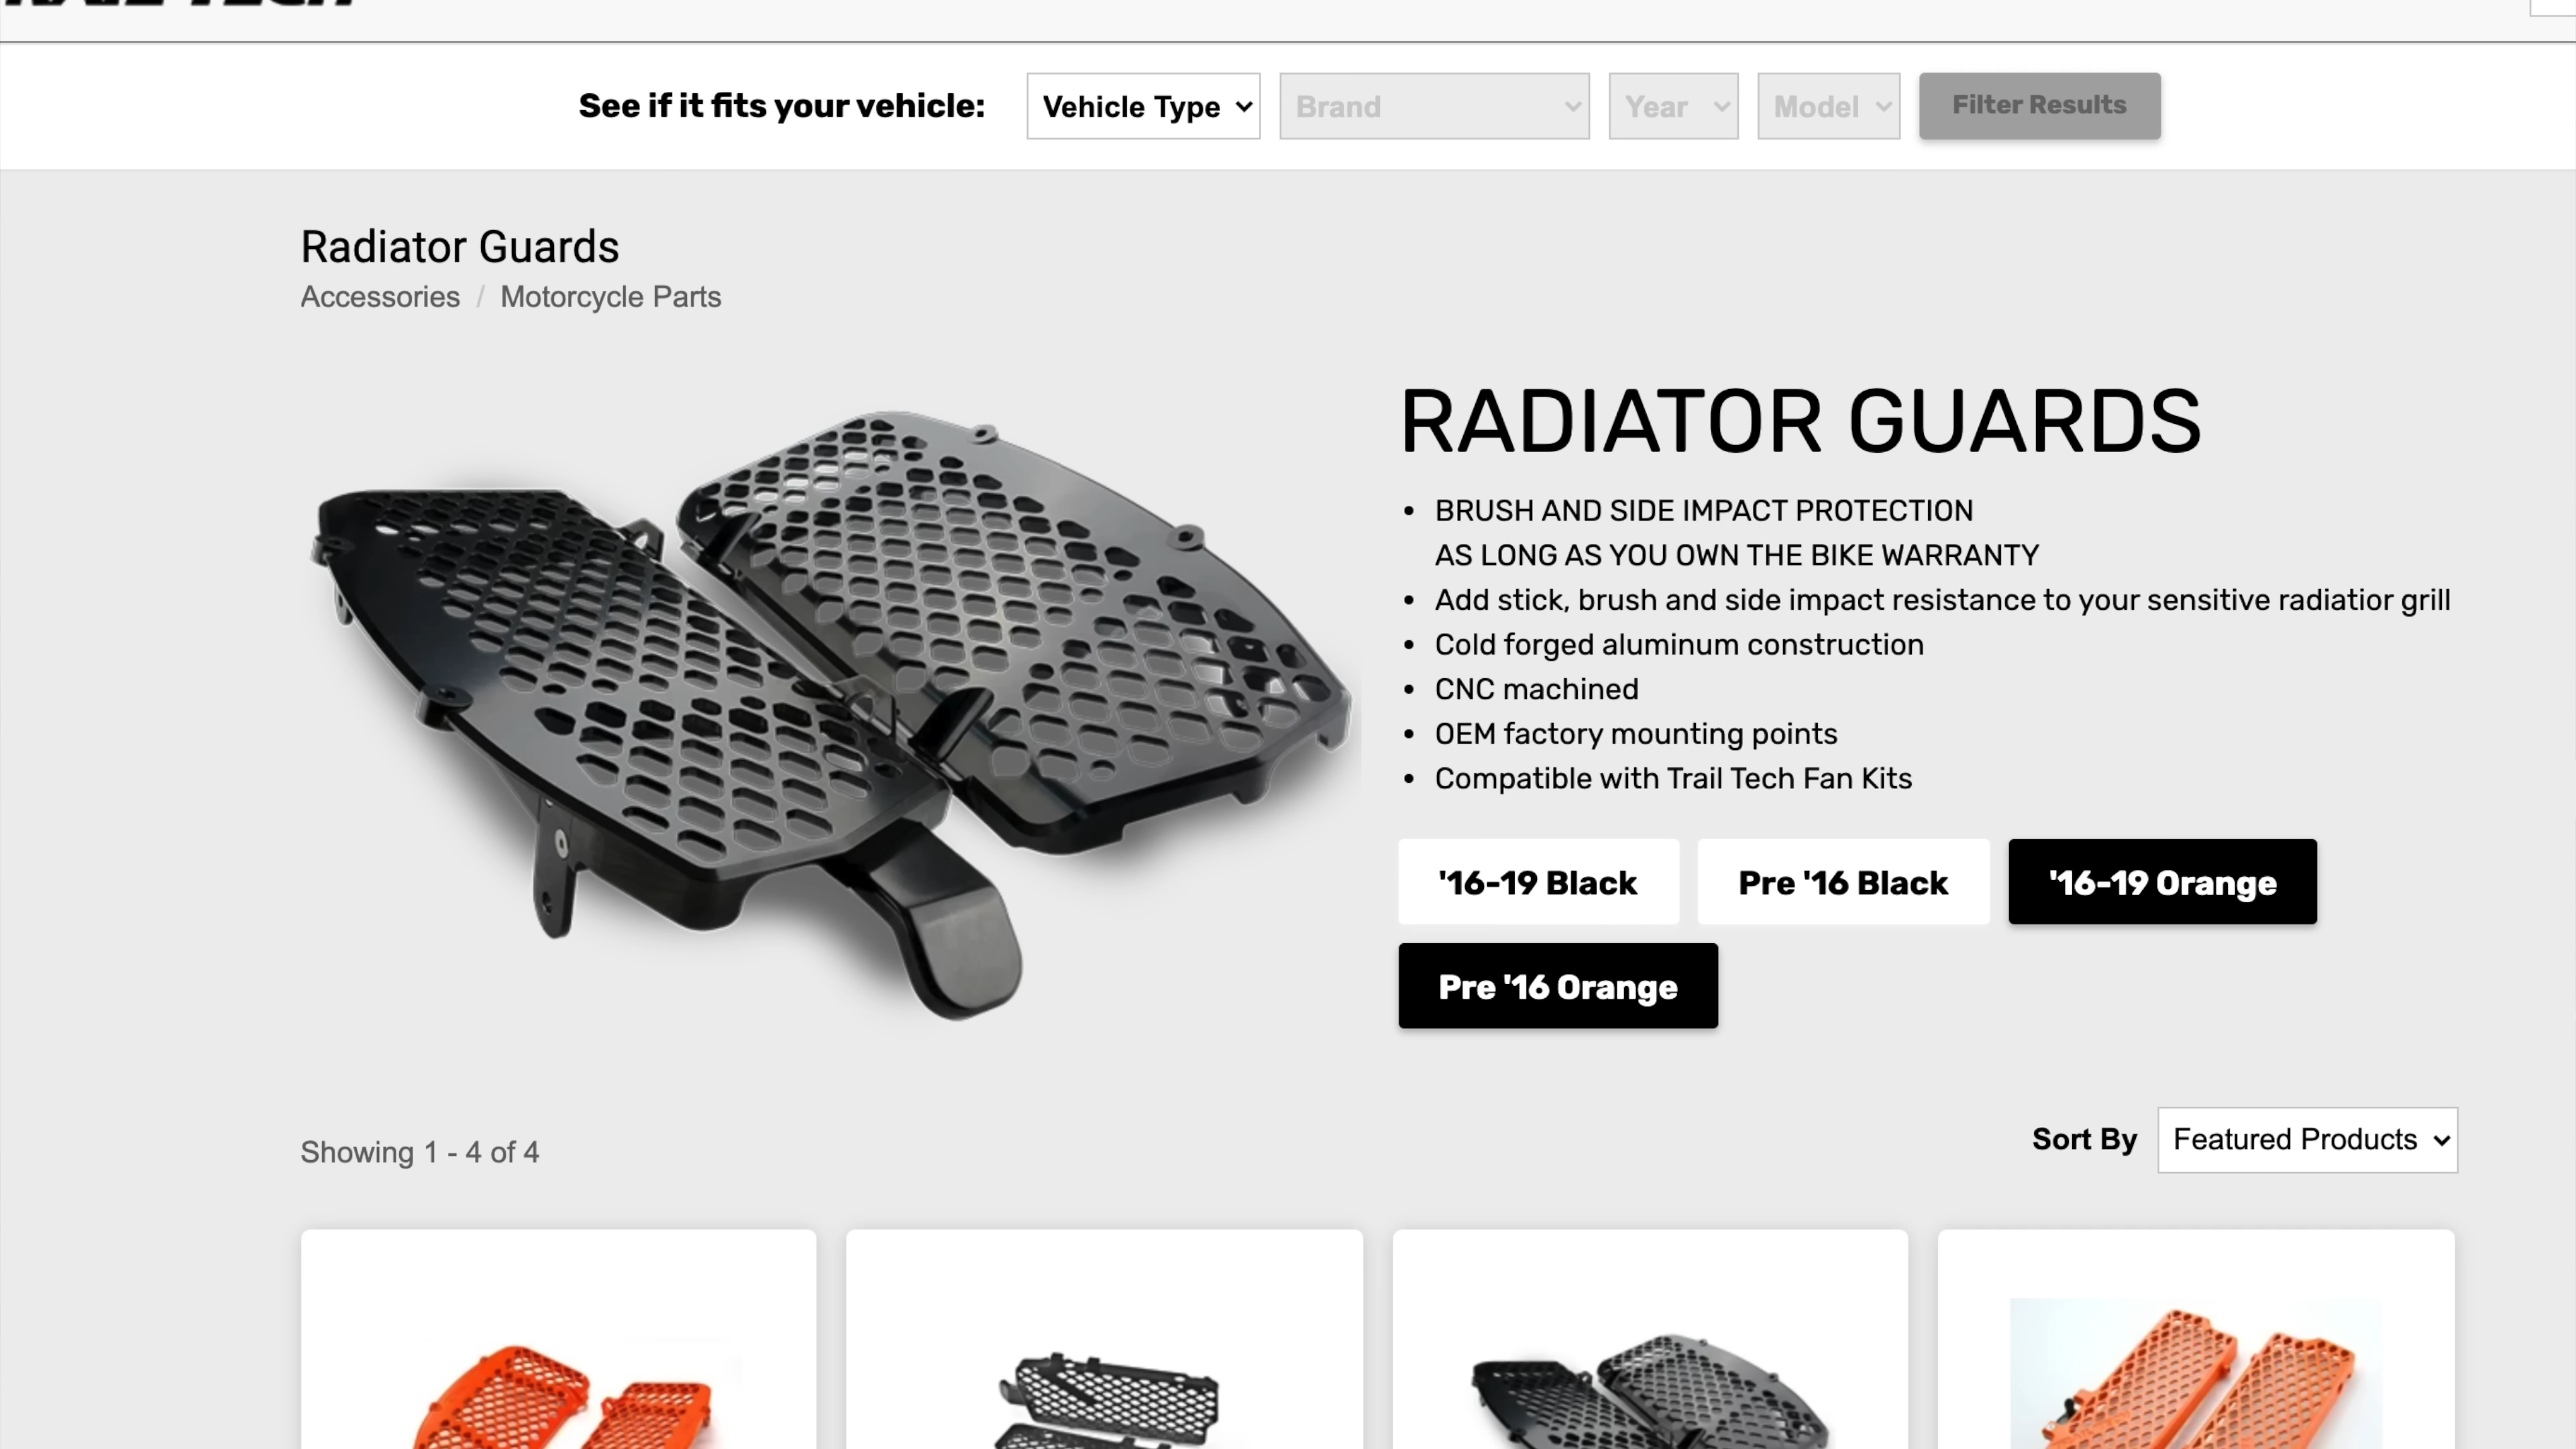 See if it fits your vehicle:
Vehicle Type
Brand
Year
Model
Filter Results
Radiator Guards
Accessories / Motorcycle Parts
RADIATOR GUARDS
• BRUSH AND SIDE IMPACT PROTECTION
AS LONG AS YOU OWN THE BIKE WARRANTY
• Add stick, brush and side impact resistance to your sensitive radiatior grill
• Cold forged aluminum construction
• CNC machined
• OEM factory mounting points
• Compatible with Trail Tech Fan Kits
'16-19 Black
Pre '16 Black
'16-19 Orange
Pre '16 Orange
Showing 1 - 4 of 4
Sort By
Featured Products